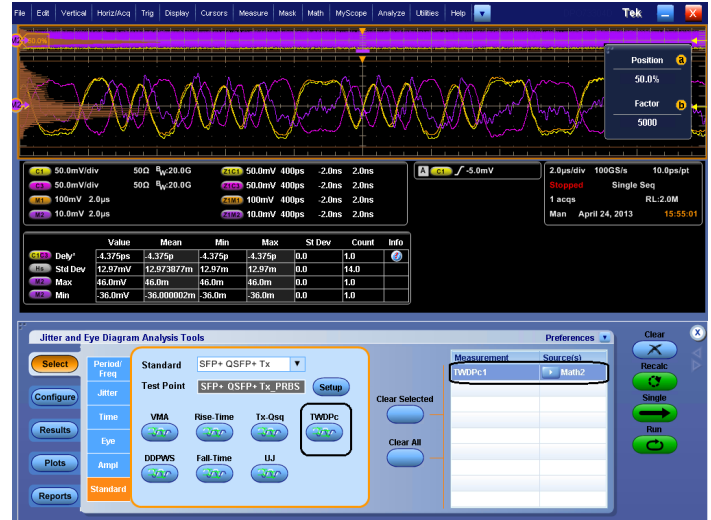 File Edit Vertical Horiz/Acq Trig Display Cursors Measure Mask Math MyScope Analyze Utilities Help Tek X
50.0%
Position a
50.0%
Factor b
5000
M2
C1 50.0mV/div 50Ω BW:20.0G Z1C1 50.0mV 400ps -2.0ns 2.0ns A C1 -5.0mV 2.0µs/div 100GS/s 10.0ps/pt
C3 50.0mV/div 50Ω BW:20.0G Z1C3 50.0mV 400ps -2.0ns 2.0ns Stopped Single Seq
M1 100mV 2.0µs Z1M1 100mV 400ps -2.0ns 2.0ns 1 acqs RL:2.0M
M2 10.0mV 2.0µs Z1M2 10.0mV 400ps -2.0ns 2.0ns Man April 24, 2013 15:55:01
Value Mean Min Max St Dev Count Info
C1C3 Dely* -4.375ps -4.375p -4.375p -4.375p 0.0 1.0
Hs Std Dev 12.97mV 12.973877m 12.97m 12.97m 0.0 14.0
M2 Max 46.0mV 46.0m 46.0m 46.0m 0.0 1.0
M2 Min -36.0mV -36.000002m -36.0m -36.0m 0.0 1.0
Jitter and Eye Diagram Analysis Tools Preferences Clear X
Select Period/ Freq Standard SFP+ QSFP+ Tx Measurement Source(s)
TWDPc1 Math2 Recalc
Configure Jitter Test Point SFP+ QSFP+ Tx_PRBS Setup Clear Selected Single
Results Time VMA Rise-Time Tx-Qsq TWDPc
Eye Clear All Run
Plots Ampl DDPWS Fall-Time UJ
Reports Standard